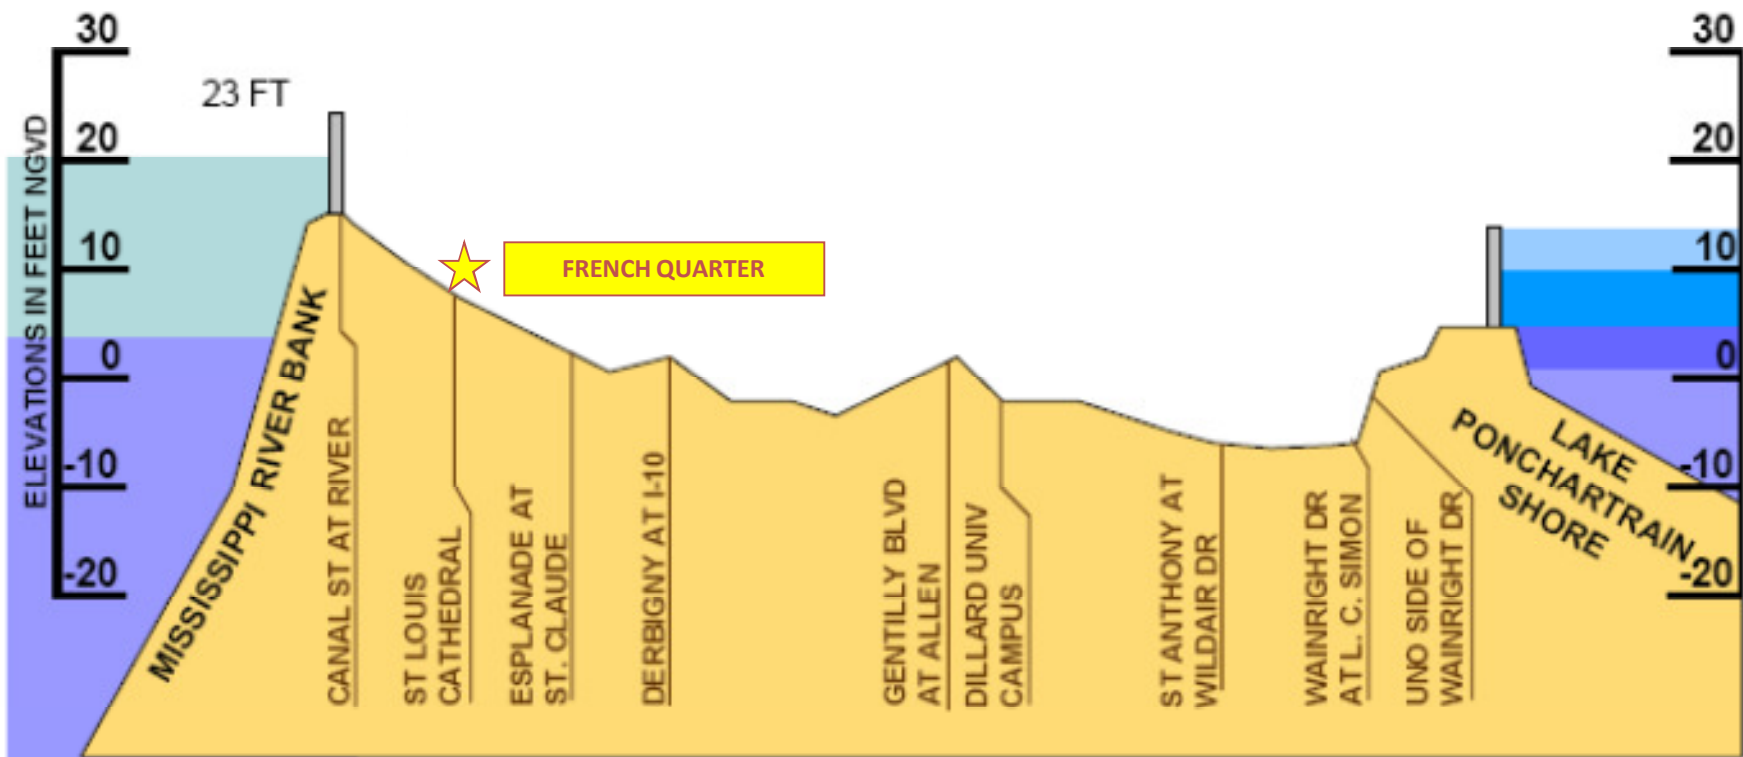 30
20
10
0
-10
-20
ELEVATIONS IN FEET NGVD
23 FT
FRENCH QUARTER
MISSISSIPPI RIVER BANK
CANAL ST AT RIVER
ST LOUIS
CATHEDRAL
ESPLANADE AT
ST. CLAUDE
DERBIGNY AT I-10
GENTILLY BLVD
AT ALLEN
DILLARD UNIV
CAMPUS
ST ANTHONY AT
WILDAIR DR
WAINRIGHT DR
AT L. C. SIMON
UNO SIDE OF
WAINRIGHT DR
LAKE
PONCHARTRAIN
SHORE
30
20
10
0
-10
-20